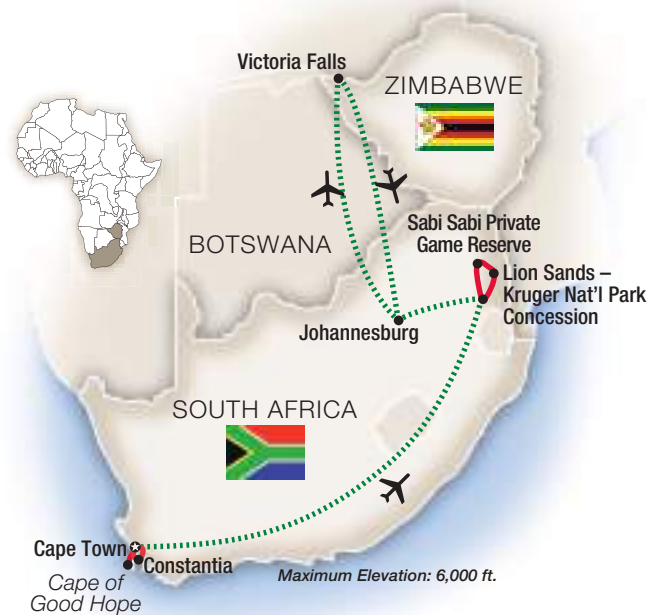 Victoria Falls
ZIMBABWE
BOTSWANA
Sabi Sabi Private
Game Reserve
Lion Sands –
Kruger Nat'l Park
Concession
Johannesburg
SOUTH AFRICA
Cape Town
Constantia
Cape of
Good Hope
Maximum Elevation: 6,000 ft.